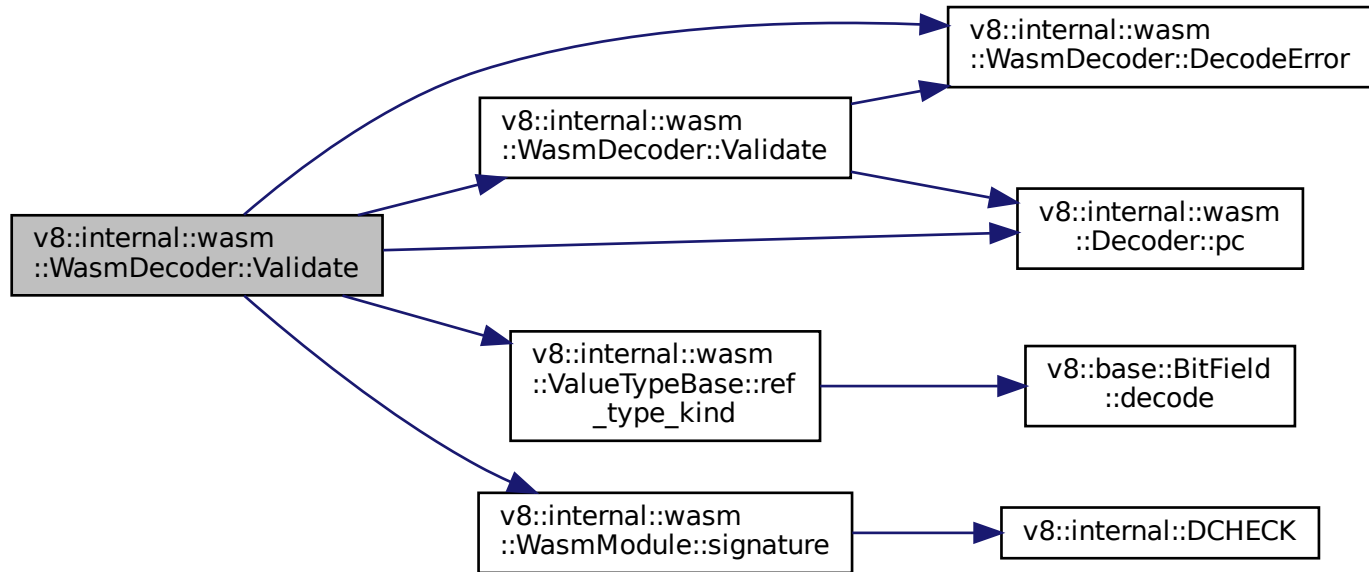 v8::internal::wasm
::WasmDecoder::DecodeError
v8::internal::wasm
::WasmDecoder::Validate
v8::internal::wasm
::Decoder::pc
v8::internal::wasm
::WasmDecoder::Validate
v8::internal::wasm
::ValueTypeBase::ref
_type_kind
v8::base::BitField
::decode
v8::internal::wasm
::WasmModule::signature
v8::internal::DCHECK